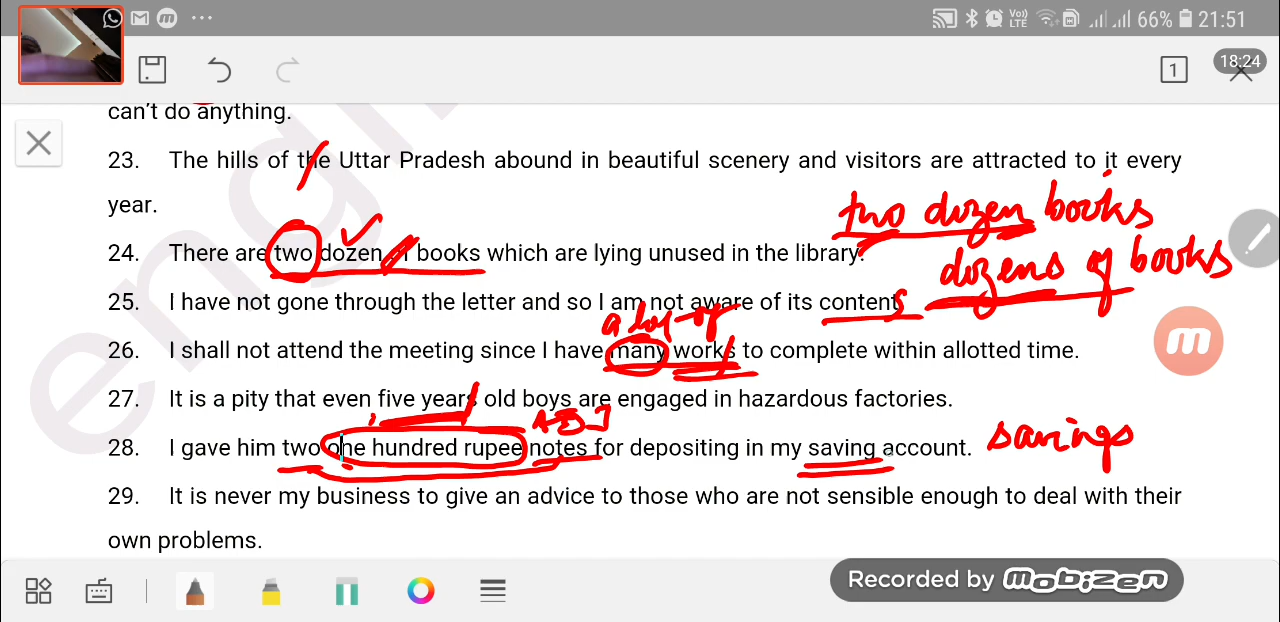 66% 21:51
1 18:24
can't do anything.
23. The hills of the Uttar Pradesh abound in beautiful scenery and visitors are attracted to it every
year.
two dozen books
24. There are two dozen of books which are lying unused in the library.
dozens of books
25. I have not gone through the letter and so I am not aware of its contents
a lot of
26. I shall not attend the meeting since I have many works to complete within allotted time.
27. It is a pity that even five years old boys are engaged in hazardous factories.
ADJ
28. I gave him two one hundred rupee notes for depositing in my saving account. savings
29. It is never my business to give an advice to those who are not sensible enough to deal with their
own problems.
Recorded by mobizen